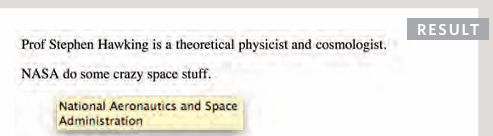 RESULT
Prof Stephen Hawking is a theoretical physicist and cosmologist.
NASA do some crazy space stuff.
National Aeronautics and Space
Administration